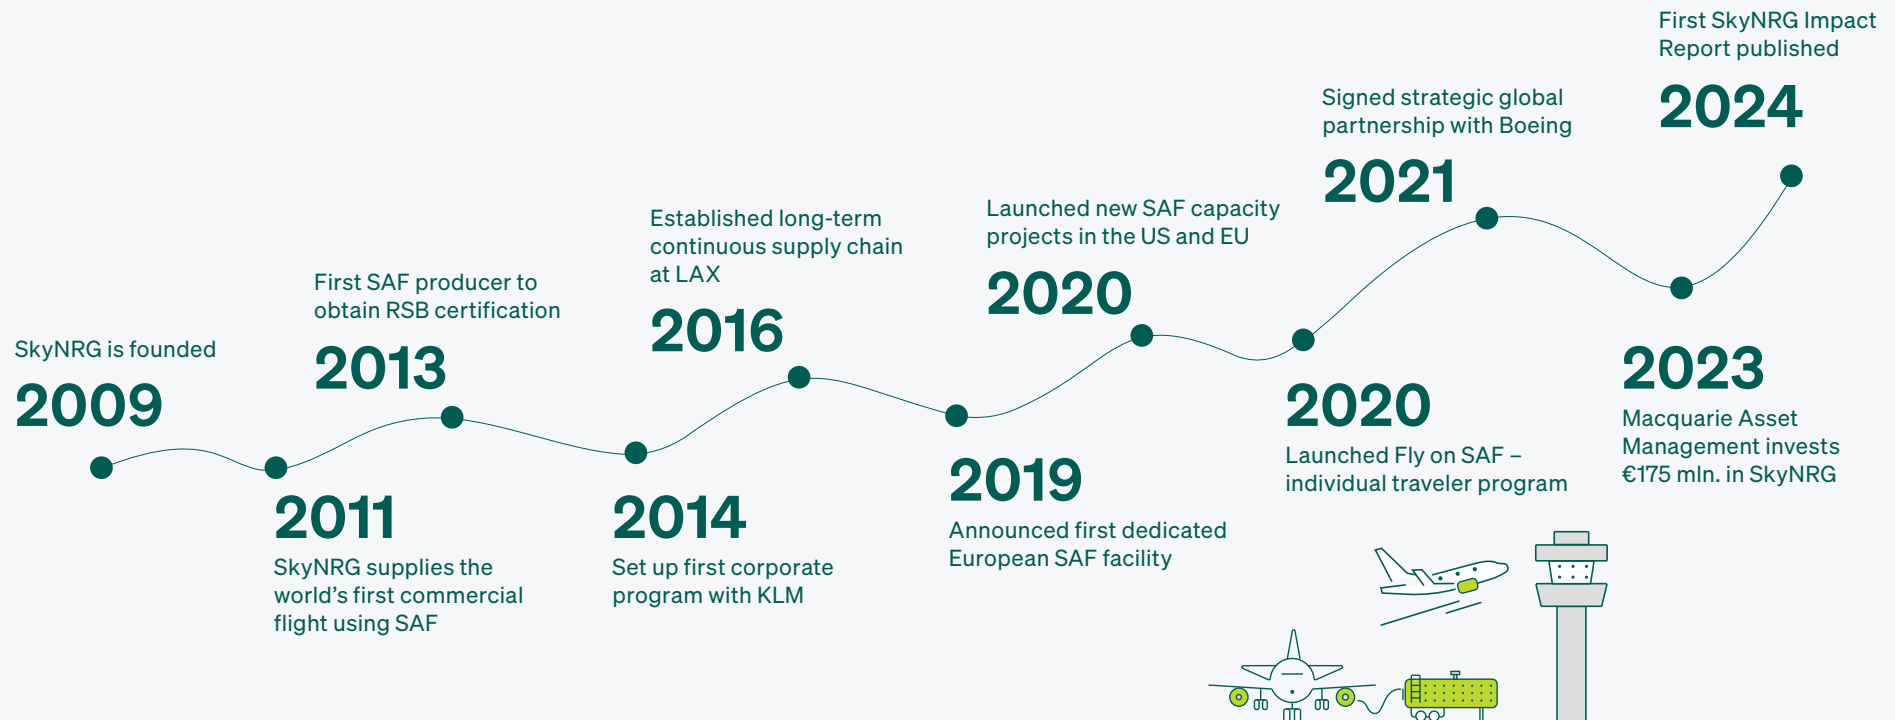 SkyNRG is founded
2009
2011
SkyNRG supplies the
world’s first commercial
flight using SAF
First SAF producer to
obtain RSB certification
2013
2014
Set up first corporate
program with KLM
Established long-term
continuous supply chain
at LAX
2016
2019
Announced first dedicated
European SAF facility
Launched new SAF capacity
projects in the US and EU
2020
2020
Launched Fly on SAF –
individual traveler program
Signed strategic global
partnership with Boeing
2021
2023
Macquarie Asset
Management invests
€175 mln. in SkyNRG
First SkyNRG Impact
Report published
2024